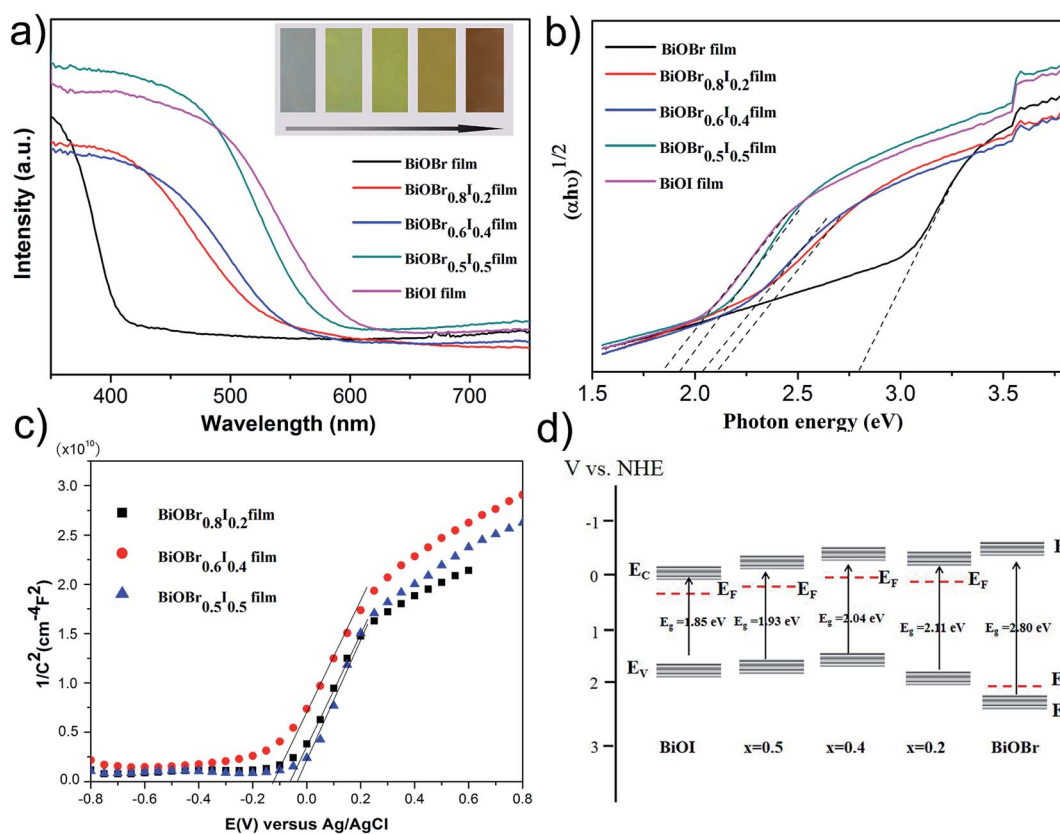 a)
Intensity (a.u.)
BiOBr film
BiOBr0.8I0.2film
BiOBr0.6I0.4film
BiOBr0.5I0.5film
BiOI film
400 500 600 700
Wavelength (nm)
b)
(αhυ)1/2
BiOBr film
BiOBr0.8I0.2film
BiOBr0.6I0.4film
BiOBr0.5I0.5film
BiOI film
1.5 2.0 2.5 3.0 3.5
Photon energy (eV)
c)
(x10^10)
1/C^2(cm^-4F^2)
3.0
2.5
2.0
1.5
1.0
0.5
0.0
BiOBr0.8I0.2film
BiOBr0.6I0.4 film
BiOBr0.5I0.5 film
-0.8 -0.6 -0.4 -0.2 0.0 0.2 0.4 0.6 0.8
E(V) versus Ag/AgCl
d)
V vs. NHE
-1
0
1
2
3
EC
EF EF EF EF
Eg =1.85 eV Eg =1.93 eV Eg =2.04 eV Eg =2.11 eV Eg =2.80 eV
EV
BiOI x=0.5 x=0.4 x=0.2 BiOBr